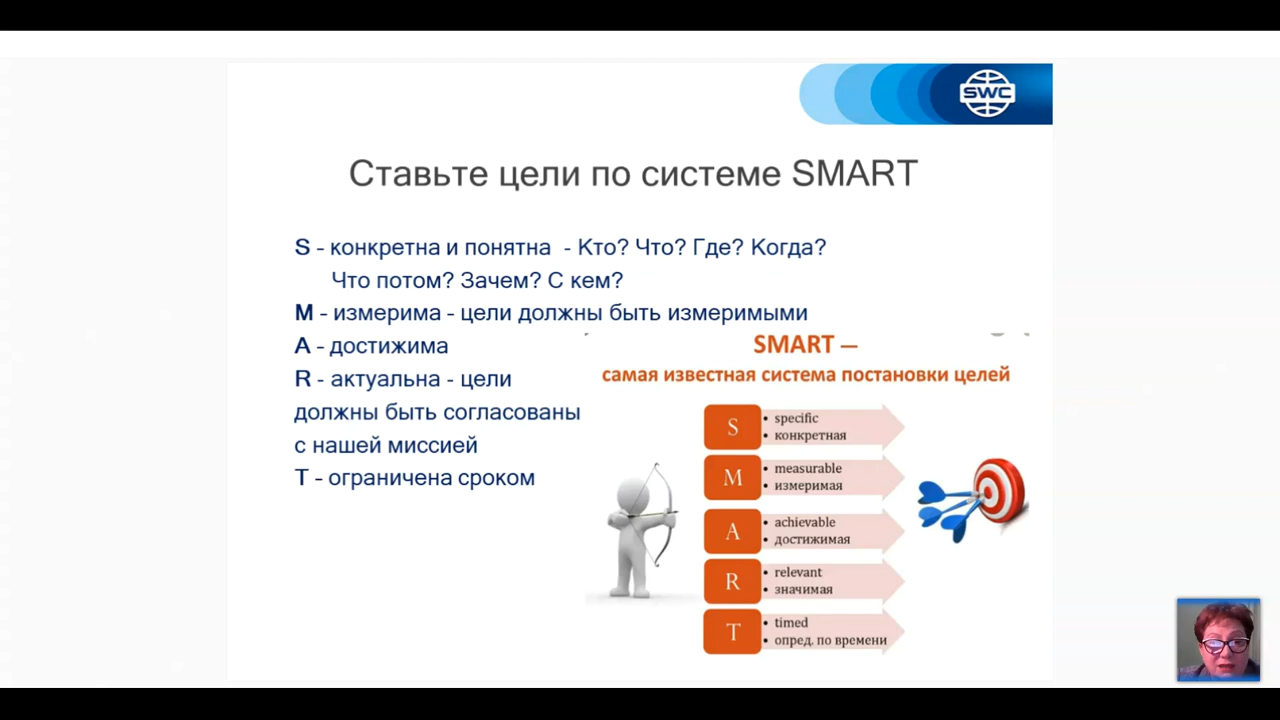 SWC
Ставьте цели по системе SMART
S - конкретна и понятна - Кто? Что? Где? Когда?
Что потом? Зачем? С кем?
M - измерима - цели должны быть измеримыми
A - достижима
R - актуальна - цели
должны быть согласованы
с нашей миссией
T - ограничена сроком
SMART —
самая известная система постановки целей
S
• specific
• конкретная
M
• measurable
• измеримая
A
• achievable
• достижимая
R
• relevant
• значимая
T
• timed
• опред. по времени